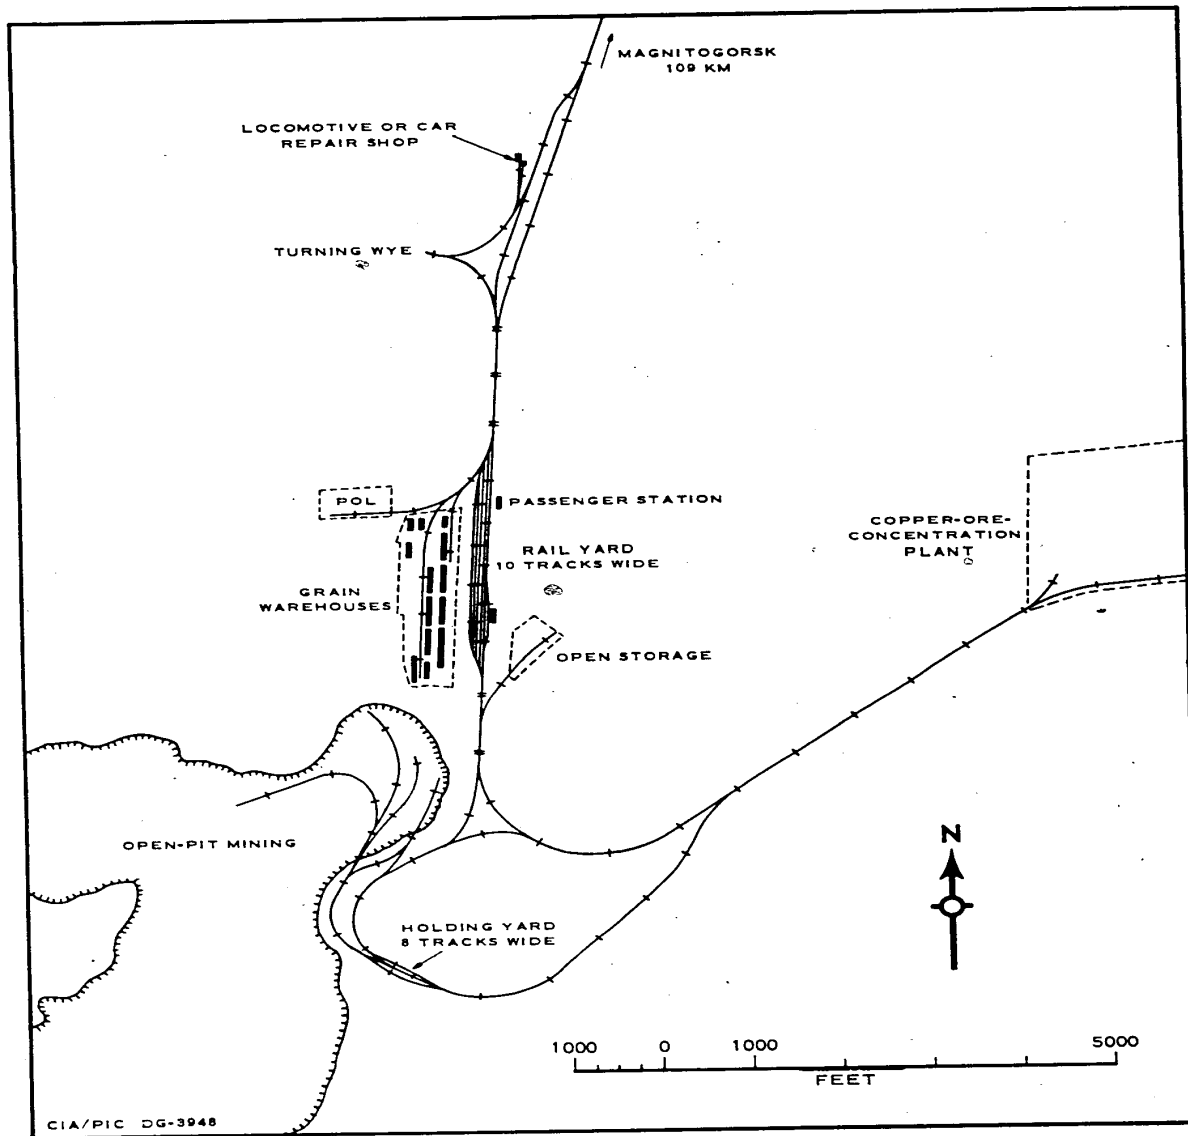 MAGNITOGORSK
109 KM
LOCOMOTIVE OR CAR
REPAIR SHOP
TURNING WYE
POL
PASSENGER STATION
COPPER-ORE-
CONCENTRATION
PLANT
RAIL YARD
10 TRACKS WIDE
GRAIN
WAREHOUSES
OPEN STORAGE
OPEN-PIT MINING
N
HOLDING YARD
8 TRACKS WIDE
1000 0 1000 5000
FEET
CIA/PIC DG-3948